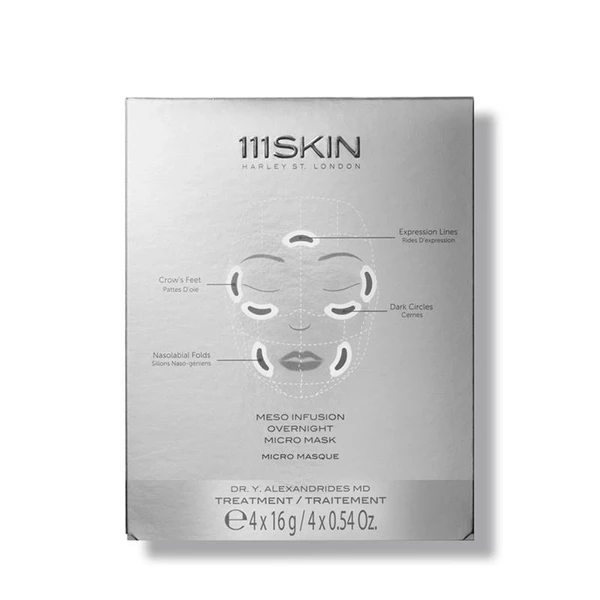 111SKIN
HARLEY ST. LONDON
Expression Lines
Rides D'expression
Crow's Feet
Pattes D'oie
Dark Circles
Cernes
Nasolabial Folds
Sillons Naso-geniens
MESO INFUSION
OVERNIGHT
MICRO MASK
MICRO MASQUE
DR. Y. ALEXANDRIDES MD
TREATMENT / TRAITEMENT
℮4 x 16 g / 4 x 0.54 Oz.